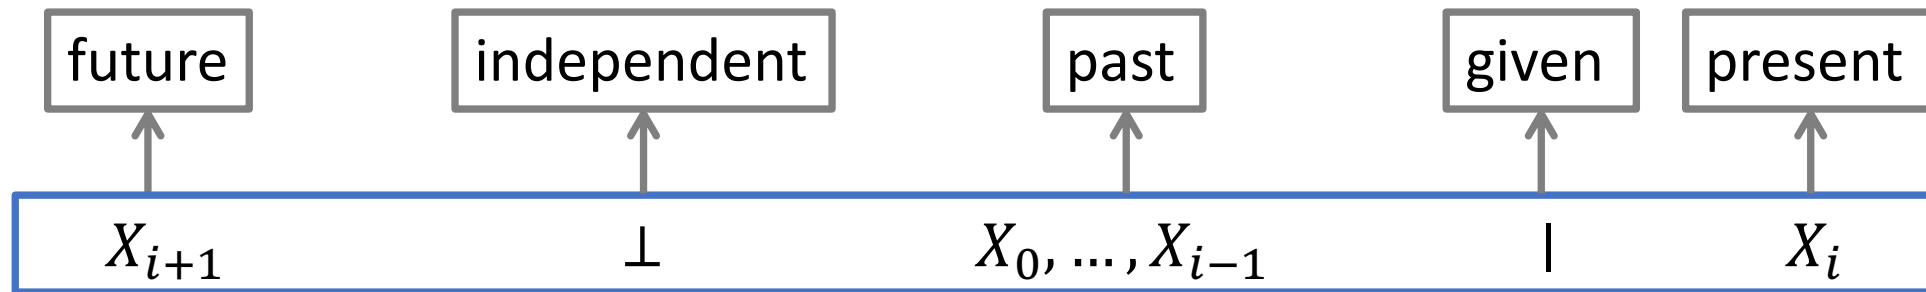 future independent past given present
X_{i+1} ⊥ X_0, … , X_{i−1} | X_i